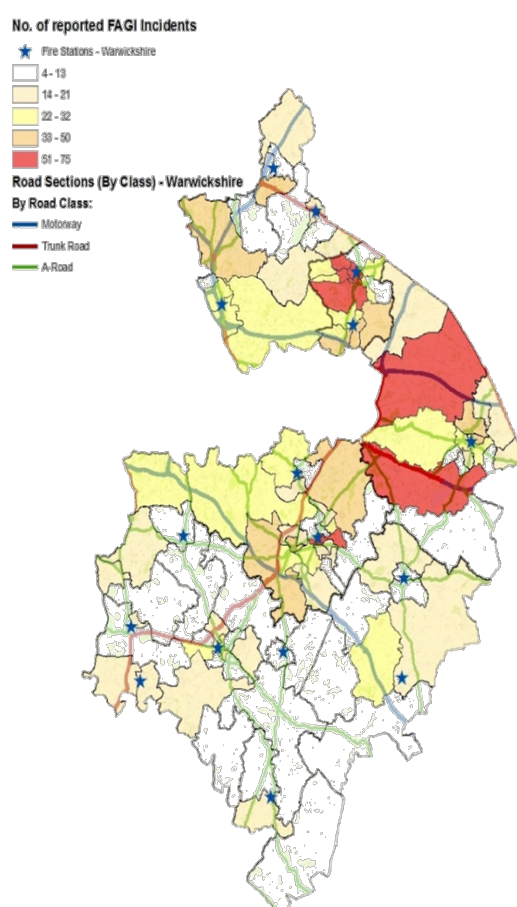 No. of reported FAGI Incidents
Fire Stations - Warwickshire
4 - 13
14 - 21
22 - 32
33 - 50
51 - 75
Road Sections (By Class) - Warwickshire
By Road Class:
Motorway
Trunk Road
A-Road